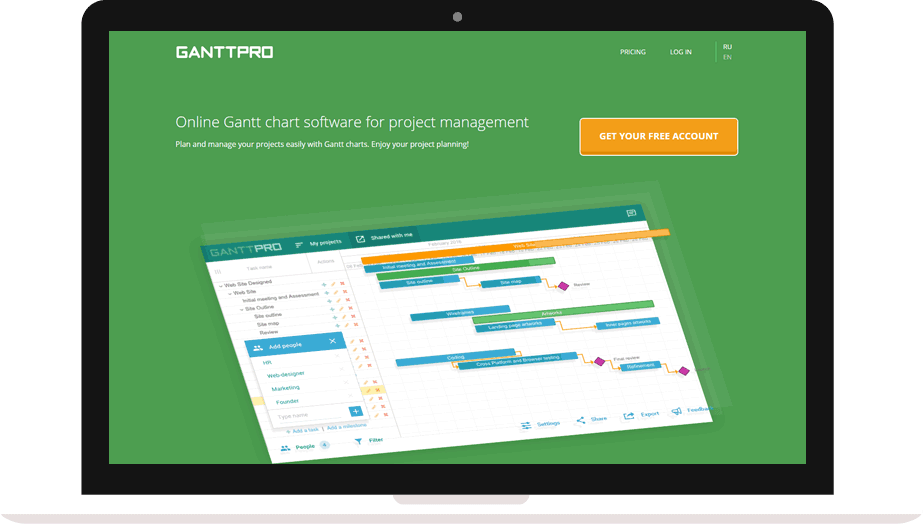 GANTTPRO
PRICING
LOG IN
RU
EN
Online Gantt chart software for project management
Plan and manage your projects easily with Gantt charts. Enjoy your project planning!
GET YOUR FREE ACCOUNT
GANTTPRO
My projects
Shared with me
Task name
Actions
February 2016
Web Site
Initial meeting and Assessment
Site Outline
Site outline
Site map
Review
Wireframes
Artworks
Landing page artworks
Main pages artworks
Coding
Cross Platform and Browser testing
Final review
Refinement
Web Site Designed
Web Site
Initial meeting and Assessment
Site Outline
Site outline
Site map
Review
Add people
HR
Web-designer
Marketing
Founder
Type name
+ Add a task | Add a milestone
People
Filter
Settings
Share
Export
Feedback